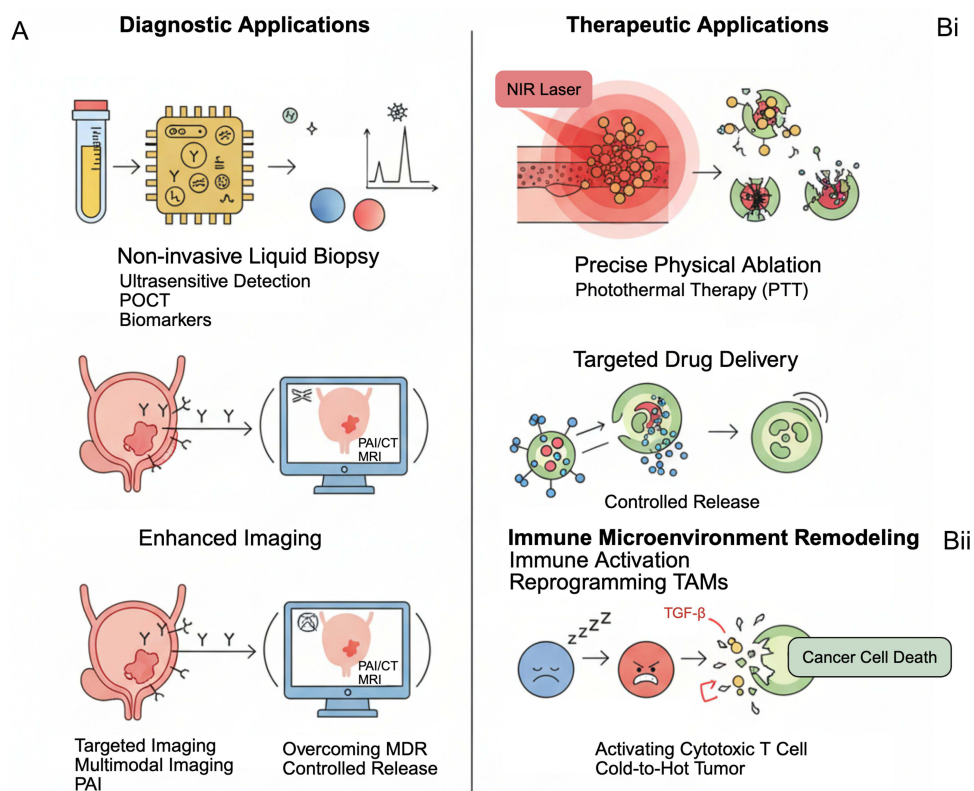 A
Diagnostic Applications
Non-invasive Liquid Biopsy
Ultrasensitive Detection
POCT
Biomarkers
Y Y Y Y
PAI/CT
MRI
Enhanced Imaging
Y Y Y
PAI/CT
MRI
Targeted Imaging
Multimodal Imaging
PAI
Overcoming MDR
Controlled Release
Therapeutic Applications
Bi
NIR Laser
Precise Physical Ablation
Photothermal Therapy (PTT)
Targeted Drug Delivery
Controlled Release
Immune Microenvironment Remodeling
Bii
Immune Activation
Reprogramming TAMs
zzzz
TGF-β
Cancer Cell Death
Activating Cytotoxic T Cell
Cold-to-Hot Tumor